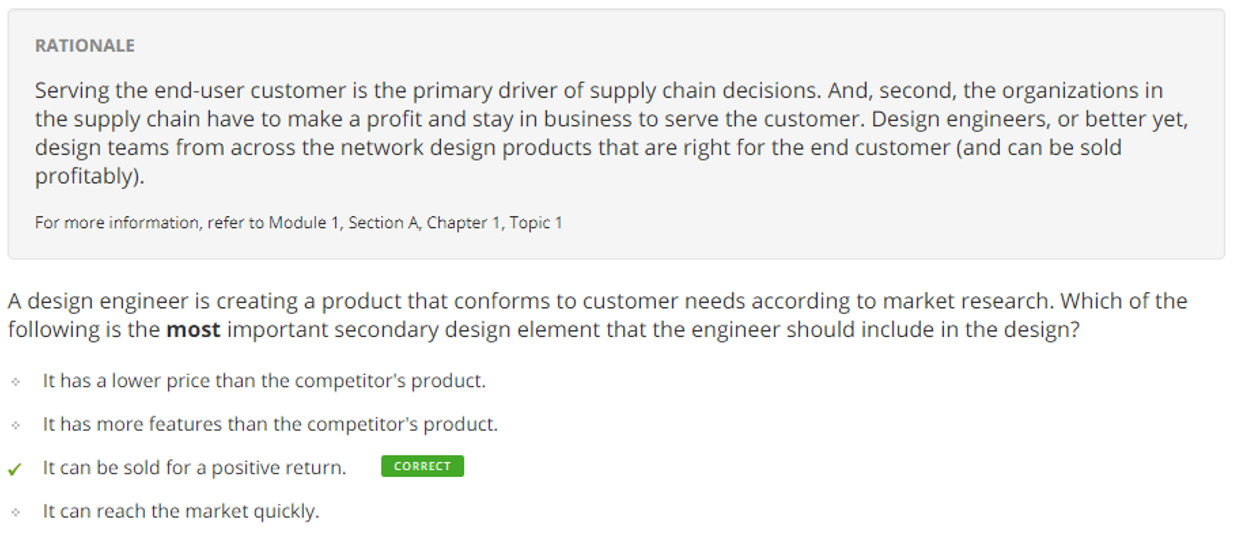 RATIONALE
Serving the end-user customer is the primary driver of supply chain decisions. And, second, the organizations in
the supply chain have to make a profit and stay in business to serve the customer. Design engineers, or better yet,
design teams from across the network design products that are right for the end customer (and can be sold
profitably).
For more information, refer to Module 1, Section A, Chapter 1, Topic 1
A design engineer is creating a product that conforms to customer needs according to market research. Which of the
following is the most important secondary design element that the engineer should include in the design?
It has a lower price than the competitor's product.
It has more features than the competitor's product.
It can be sold for a positive return. CORRECT
It can reach the market quickly.